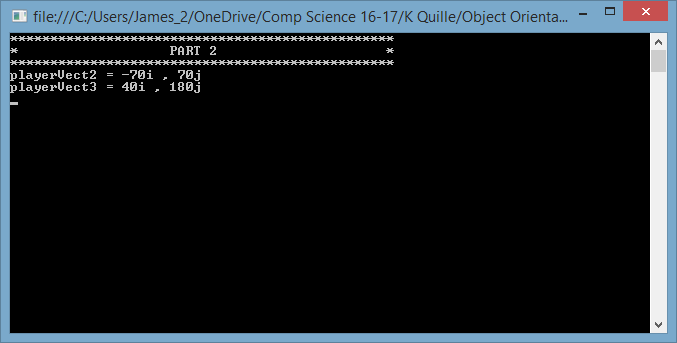 file:///C:/Users/James_2/OneDrive/Comp Science 16-17/K Quille/Object Orienta...
************************************************
* PART 2 *
************************************************
playerVect2 = -70i , 70j
playerVect3 = 40i , 180j